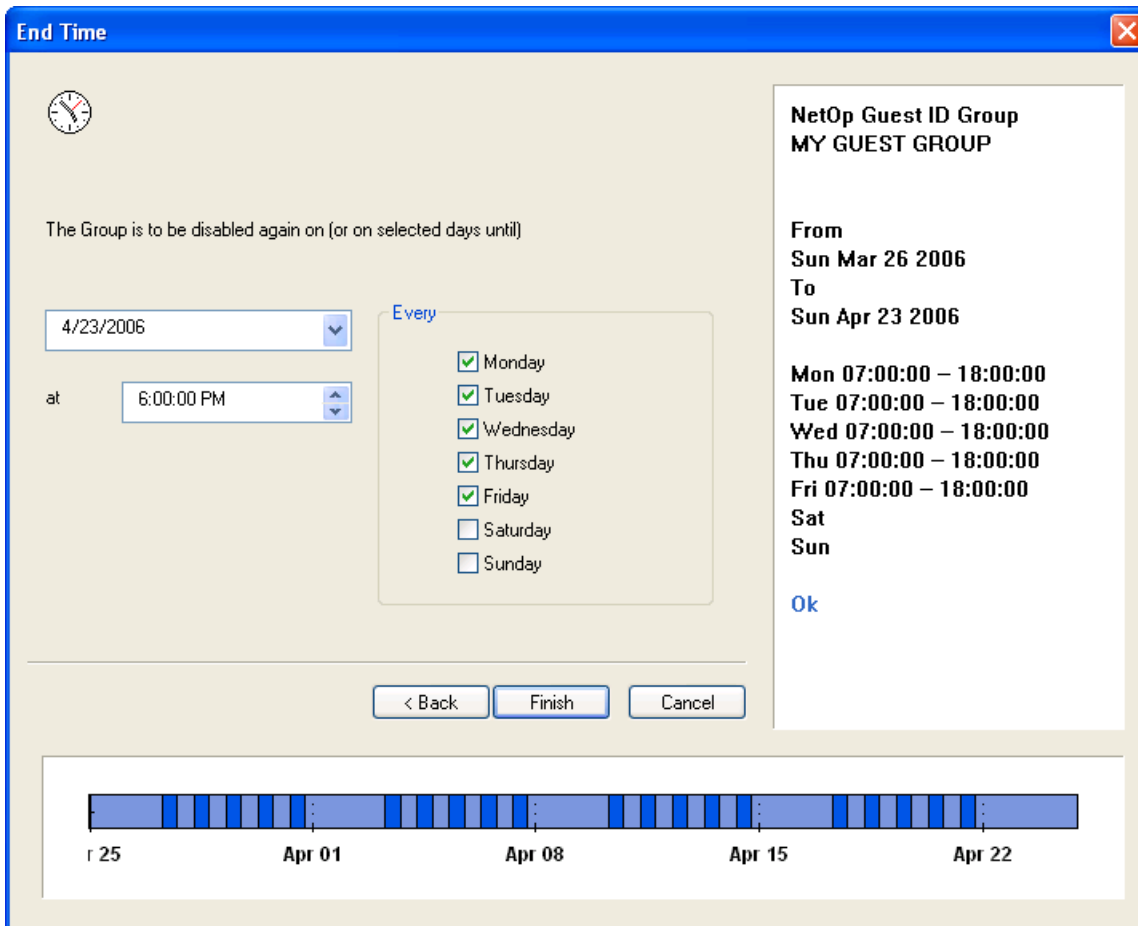 End Time
The Group is to be disabled again on (or on selected days until)
4/23/2006
at
6:00:00 PM
Every
Monday
Tuesday
Wednesday
Thursday
Friday
Saturday
Sunday
< Back
Finish
Cancel
NetOp Guest ID Group
MY GUEST GROUP
From
Sun Mar 26 2006
To
Sun Apr 23 2006
Mon 07:00:00 – 18:00:00
Tue 07:00:00 – 18:00:00
Wed 07:00:00 – 18:00:00
Thu 07:00:00 – 18:00:00
Fri 07:00:00 – 18:00:00
Sat
Sun
Ok
r 25
Apr 01
Apr 08
Apr 15
Apr 22